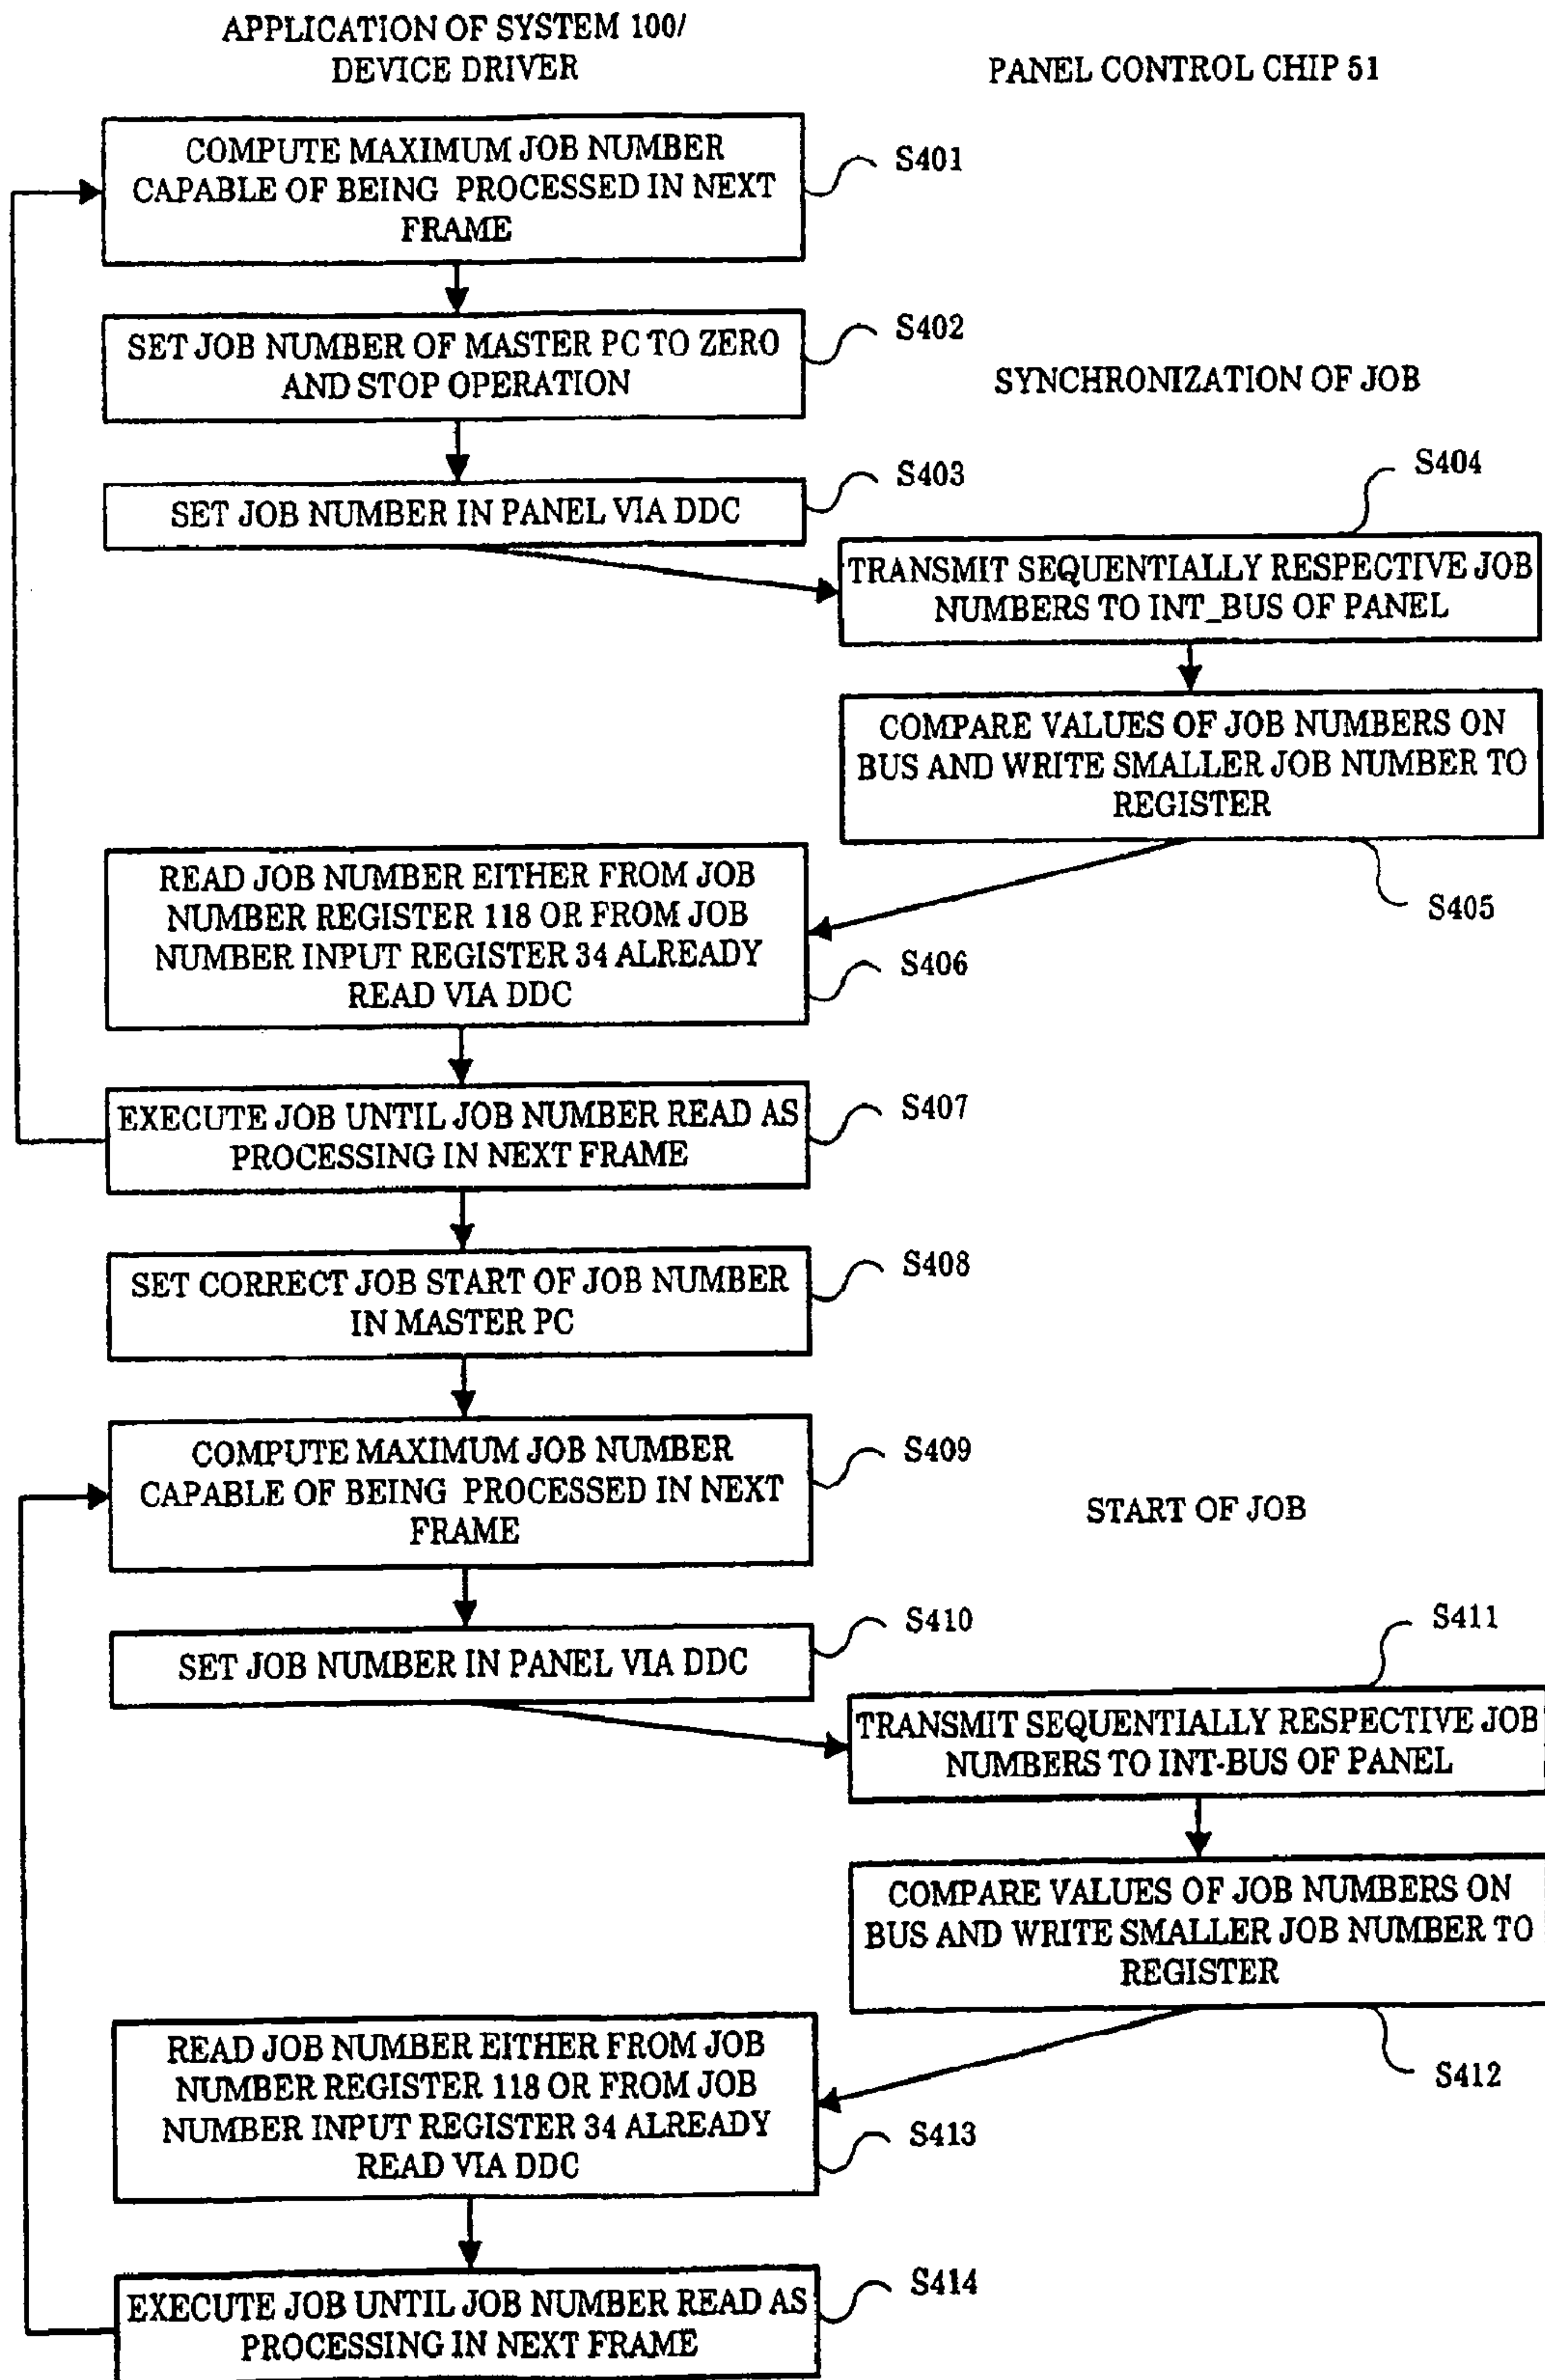 APPLICATION OF SYSTEM 100/
DEVICE DRIVER
PANEL CONTROL CHIP 51
COMPUTE MAXIMUM JOB NUMBER
CAPABLE OF BEING PROCESSED IN NEXT
FRAME
S401
SET JOB NUMBER OF MASTER PC TO ZERO
AND STOP OPERATION
S402
SYNCHRONIZATION OF JOB
SET JOB NUMBER IN PANEL VIA DDC
S403
S404
TRANSMIT SEQUENTIALLY RESPECTIVE JOB
NUMBERS TO INT_BUS OF PANEL
COMPARE VALUES OF JOB NUMBERS ON
BUS AND WRITE SMALLER JOB NUMBER TO
REGISTER
S405
READ JOB NUMBER EITHER FROM JOB
NUMBER REGISTER 118 OR FROM JOB
NUMBER INPUT REGISTER 34 ALREADY
READ VIA DDC
S406
EXECUTE JOB UNTIL JOB NUMBER READ AS
PROCESSING IN NEXT FRAME
S407
SET CORRECT JOB START OF JOB NUMBER
IN MASTER PC
S408
COMPUTE MAXIMUM JOB NUMBER
CAPABLE OF BEING PROCESSED IN NEXT
FRAME
S409
START OF JOB
SET JOB NUMBER IN PANEL VIA DDC
S410
S411
TRANSMIT SEQUENTIALLY RESPECTIVE JOB
NUMBERS TO INT-BUS OF PANEL
COMPARE VALUES OF JOB NUMBERS ON
BUS AND WRITE SMALLER JOB NUMBER TO
REGISTER
S412
READ JOB NUMBER EITHER FROM JOB
NUMBER REGISTER 118 OR FROM JOB
NUMBER INPUT REGISTER 34 ALREADY
READ VIA DDC
S413
EXECUTE JOB UNTIL JOB NUMBER READ AS
PROCESSING IN NEXT FRAME
S414